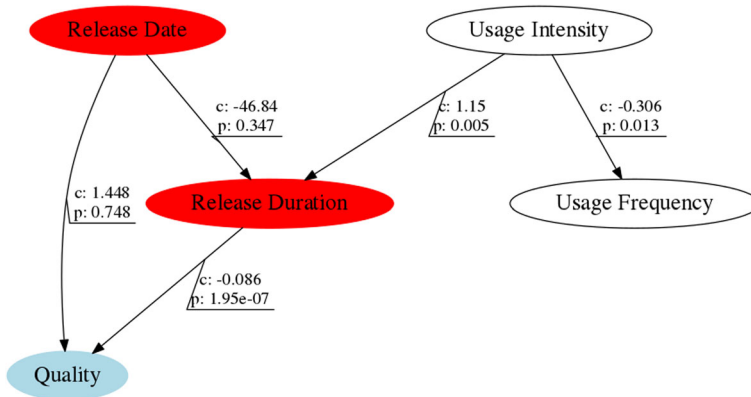 Release Date
Usage Intensity
c: -46.84
p: 0.347
c: 1.15
p: 0.005
c: -0.306
p: 0.013
c: 1.448
p: 0.748
Release Duration
Usage Frequency
c: -0.086
p: 1.95e-07
Quality